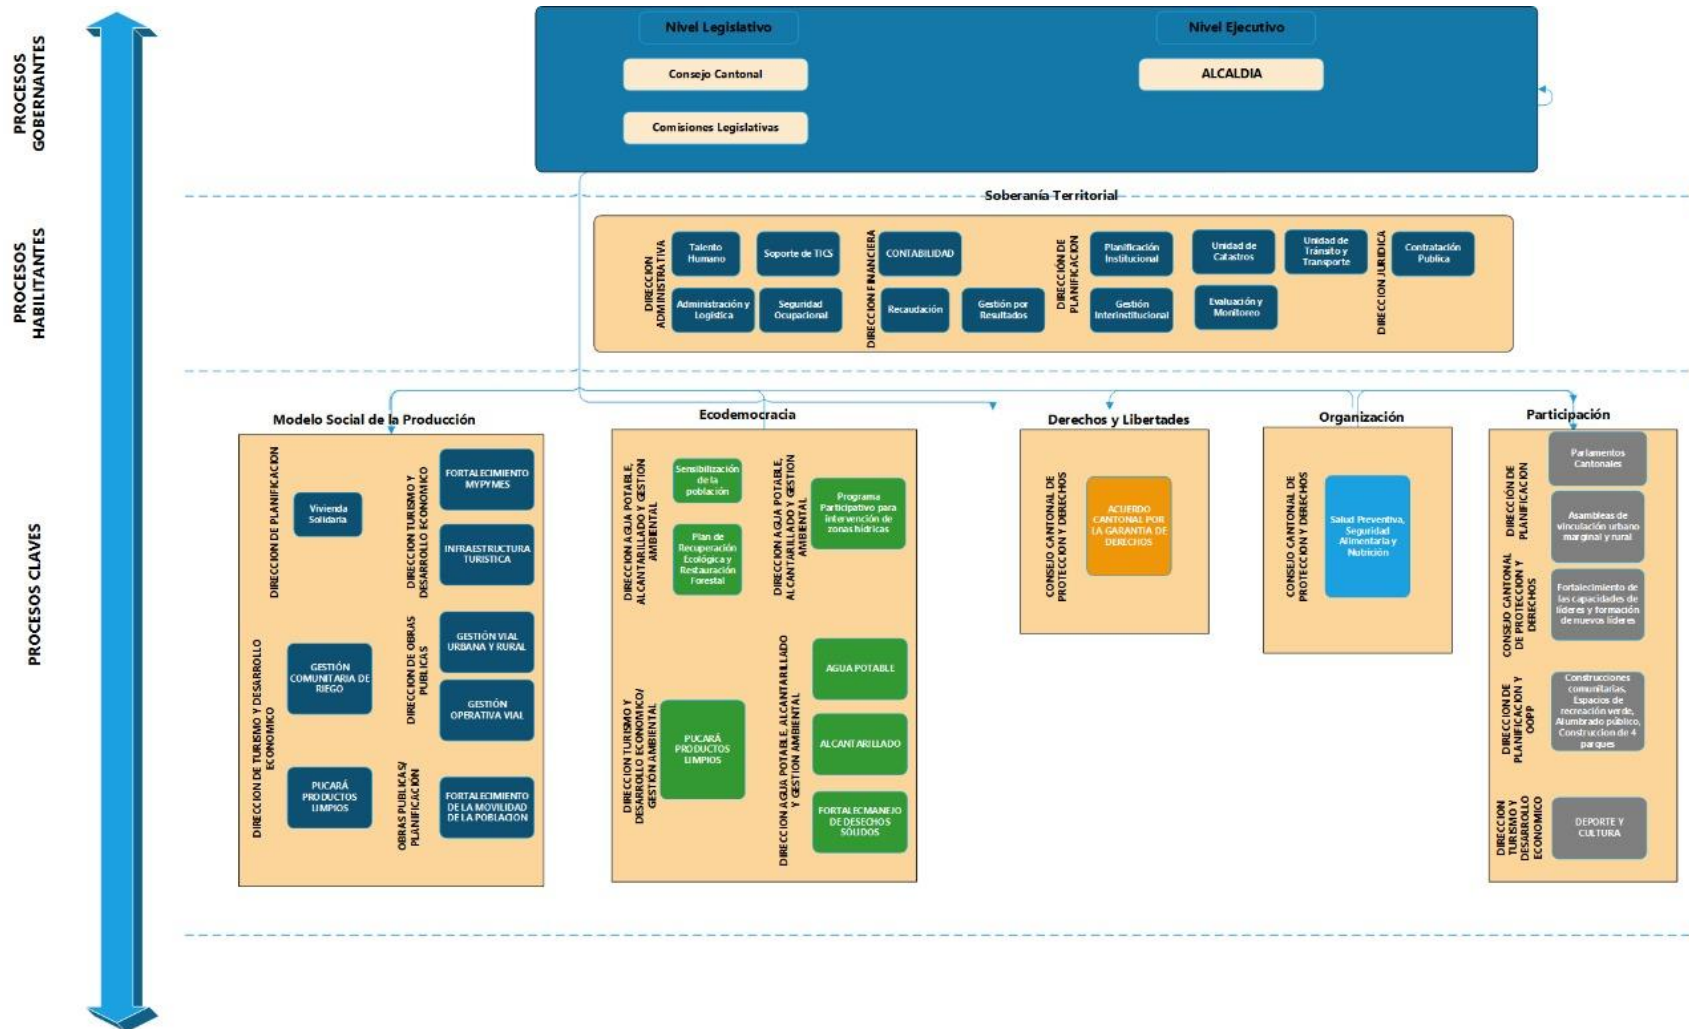 PROCESOS
GOBERNANTES
Nivel Legislativo
Nivel Ejecutivo
Consejo Cantonal
ALCALDIA
Comisiones Legislativas
PROCESOS
HABILITANTES
Soberanía Territorial
DIRECCION
ADMINISTRATIVA
Talento
Humano
Soporte de TICS
Administración y
Logística
Seguridad
Ocupacional
DIRECCION FINANCIERA
CONTABILIDAD
Recaudación
Gestión por
Resultados
DIRECCIÓN DE
PLANIFICACION
Planificación
Institucional
Unidad de
Catastros
Unidad de
Tránsito y
Transporte
Gestión
Interinstitucional
Evaluación y
Monitoreo
DIRECCION JURIDICA
Contratación
Publica
PROCESOS CLAVES
Modelo Social de la Producción
DIRECCION DE PLANIFICACION
Vivienda
Solidaria
DIRECCION TURISMO Y
DESARROLLO ECONOMICO
FORTALECIMIENTO
MYPYMES
INFRAESTRUCTURA
TURISTICA
DIRECCION DE TURISMO Y DESARROLLO
ECONOMICO
GESTIÓN
COMUNITARIA DE
RIEGO
PUCARÁ
PRODUCTOS
LIMPIOS
DIRECCION DE OBRAS
PUBLICAS
GESTIÓN VIAL
URBANA Y RURAL
GESTIÓN
OPERATIVA VIAL
OBRAS PUBLICAS/
PLANIFICACIÓN
FORTALECIMIENTO
DE LA MOVILIDAD
DE LA POBLACION
Ecodemocracia
DIRECCION AGUA POTABLE,
ALCANTARILLADO Y GESTION
AMBIENTAL
Sensibilización
de la
población
Plan de
Recuperación
Ecológica y
Restauración
Forestal
DIRECCION AGUA POTABLE,
ALCANTARILLADO Y GESTION
AMBIENTAL
Programa
Participativo para
intervención de
zonas hídricas
DIRECCION TURISMO Y
DESARROLLO ECONOMICO/
GESTIÓN AMBIENTAL
PUCARÁ
PRODUCTOS
LIMPIOS
DIRECCION AGUA POTABLE, ALCANTARILLADO
Y GESTION AMBIENTAL
AGUA POTABLE
ALCANTARILLADO
FORTALECMANEJO
DE DESECHOS
SÓLIDOS
Derechos y Libertades
CONSEJO CANTONAL DE
PROTECCION Y DERECHOS
ACUERDO
CANTONAL POR
LA GARANTIA DE
DERECHOS
Organización
CONSEJO CANTONAL DE
PROTECCION Y DERECHOS
Salud Preventiva,
Seguridad
Alimentaria y
Nutrición
Participación
DIRECCIÓN DE
PLANIFICACION
Parlamentos
Cantonales
Asambleas de
vinculación urbano
marginal y rural
CONSEJO CANTONAL
DE PROTECCION Y
DERECHOS
Fortalecimiento de
las capacidades de
líderes y formación
de nuevos líderes
DIRECCION DE
PLANIFICACION Y
OOPP
Construcciones
comunitarias,
Espacios de
recreación verde,
Alumbrado público,
Construccion de 4
parques
DIRECCION
TURISMO Y
DESARROLLO
ECONOMICO
DEPORTE Y
CULTURA